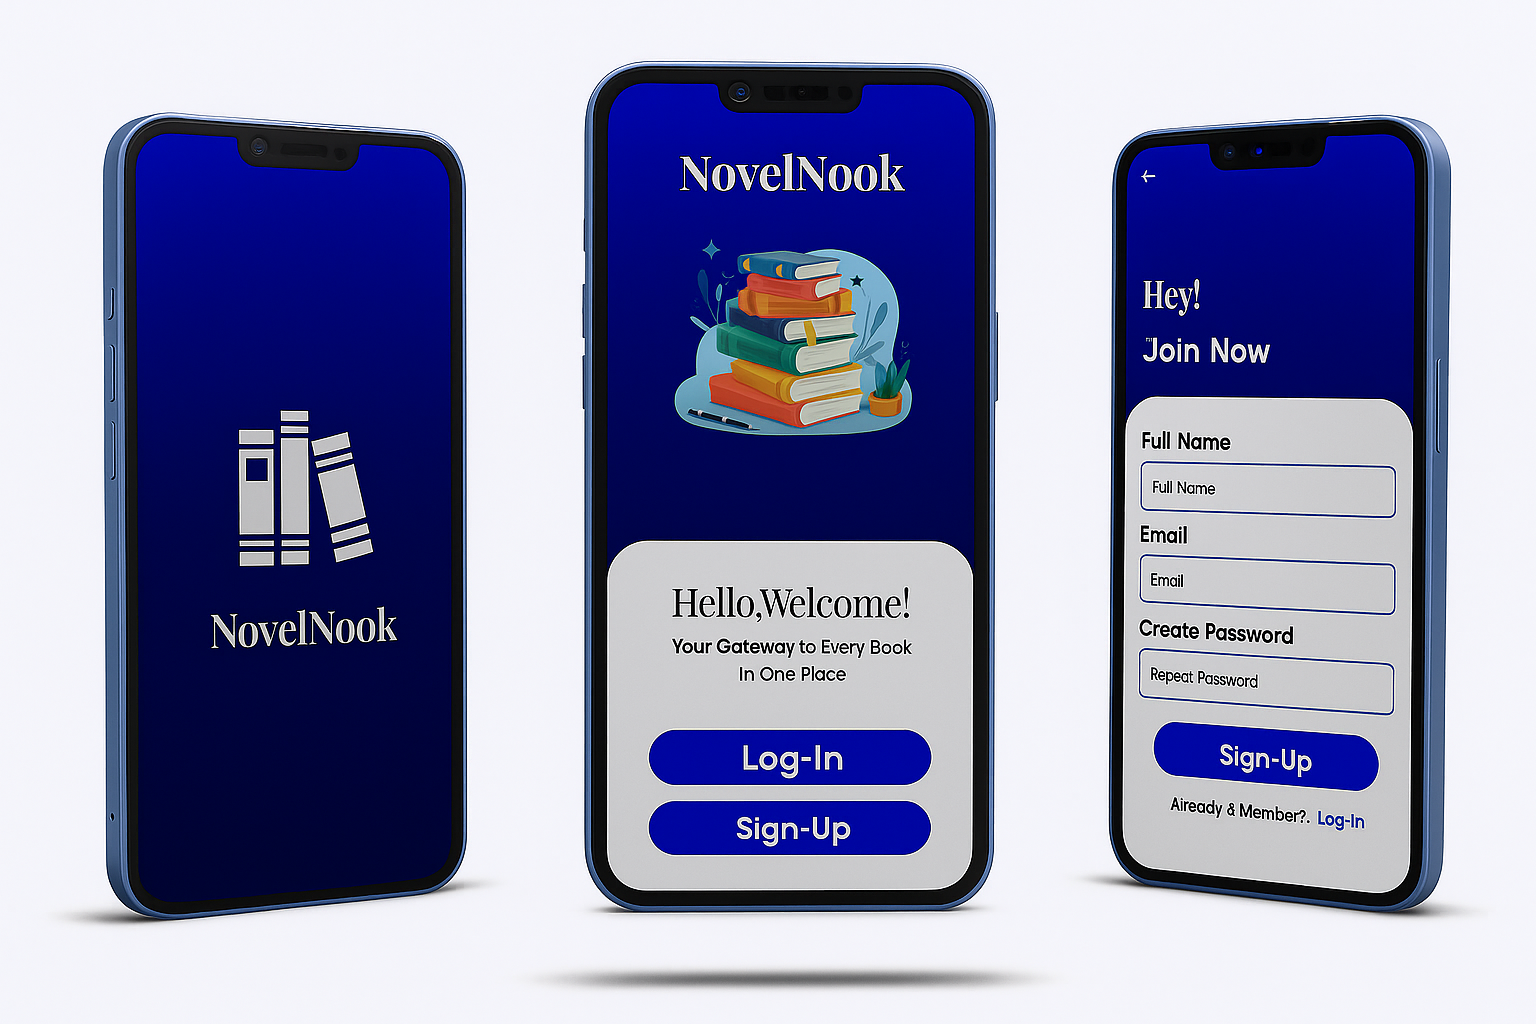 NovelNook
NovelNook
Hello,Welcome!
Your Gateway to Every Book
In One Place
Log-In
Sign-Up
Hey!
Join Now
Full Name
Full Name
Email
Email
Create Password
Repeat Password
Sign-Up
Aiready & Member?. Log-In